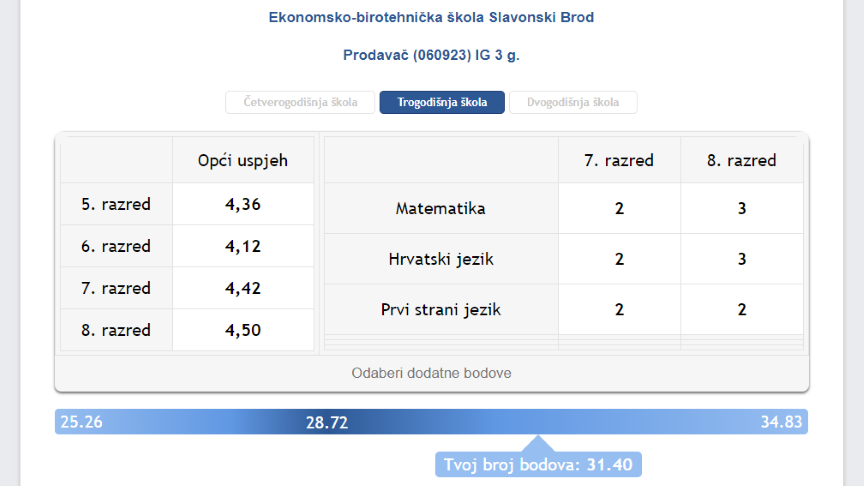 Ekonomsko-birotehnička škola Slavonski Brod
Prodavač (060923) IG 3 g.
Četverogodišnja škola Trogodišnja škola Dvogodišnja škola
Opći uspjeh
5. razred 4,36
6. razred 4,12
7. razred 4,42
8. razred 4,50
7. razred 8. razred
Matematika 2 3
Hrvatski jezik 2 3
Prvi strani jezik 2 2
Odaberi dodatne bodove
25.26 28.72 34.83
Tvoj broj bodova: 31.40